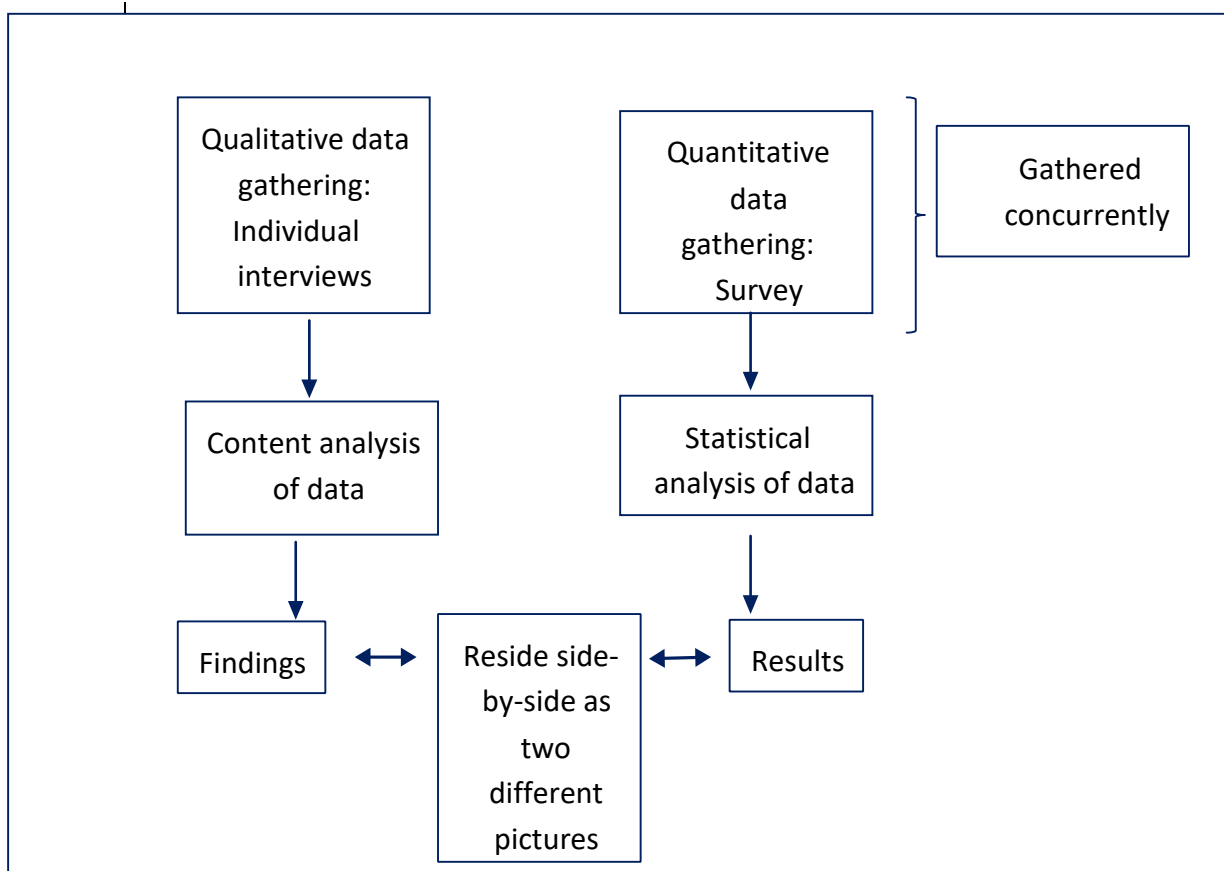 Qualitative data
gathering:
Individual
interviews
Quantitative
data
gathering:
Survey
Gathered
concurrently
Content analysis
of data
Statistical
analysis of data
Findings
Reside side-
by-side as
two
different
pictures
Results